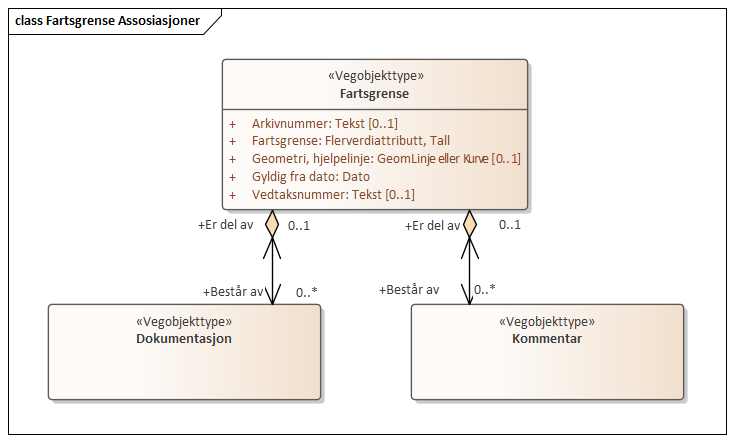 class Fartsgrense Assosiasjoner
«Vegobjekttype»
Fartsgrense
+ Arkivnummer: Tekst [0..1]
+ Fartsgrense: Flerverdiattributt, Tall
+ Geometri, hjelpelinje: GeomLinje eller Kurve [0..1]
+ Gyldig fra dato: Dato
+ Vedtaksnummer: Tekst [0..1]
+Er del av 0..1 +Er del av 0..1
+Består av 0..* +Består av 0..*
«Vegobjekttype» «Vegobjekttype»
Dokumentasjon Kommentar